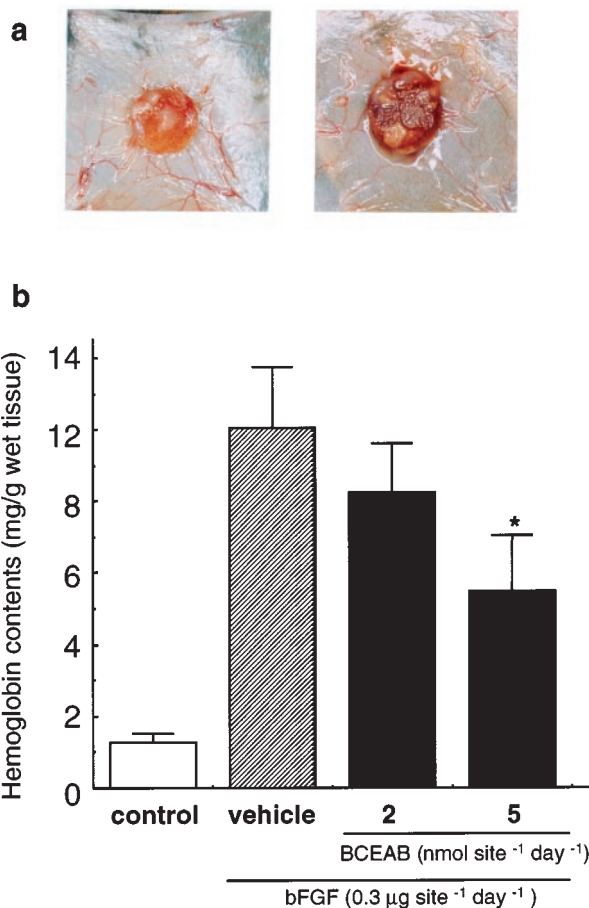 a
b
Hemoglobin contents (mg/g wet tissue)
14
12
8
6
4
2
0
control vehicle 2 5
*
BCEAB (nmol site -1 day -1)
bFGF (0.3 µg site -1 day -1 )